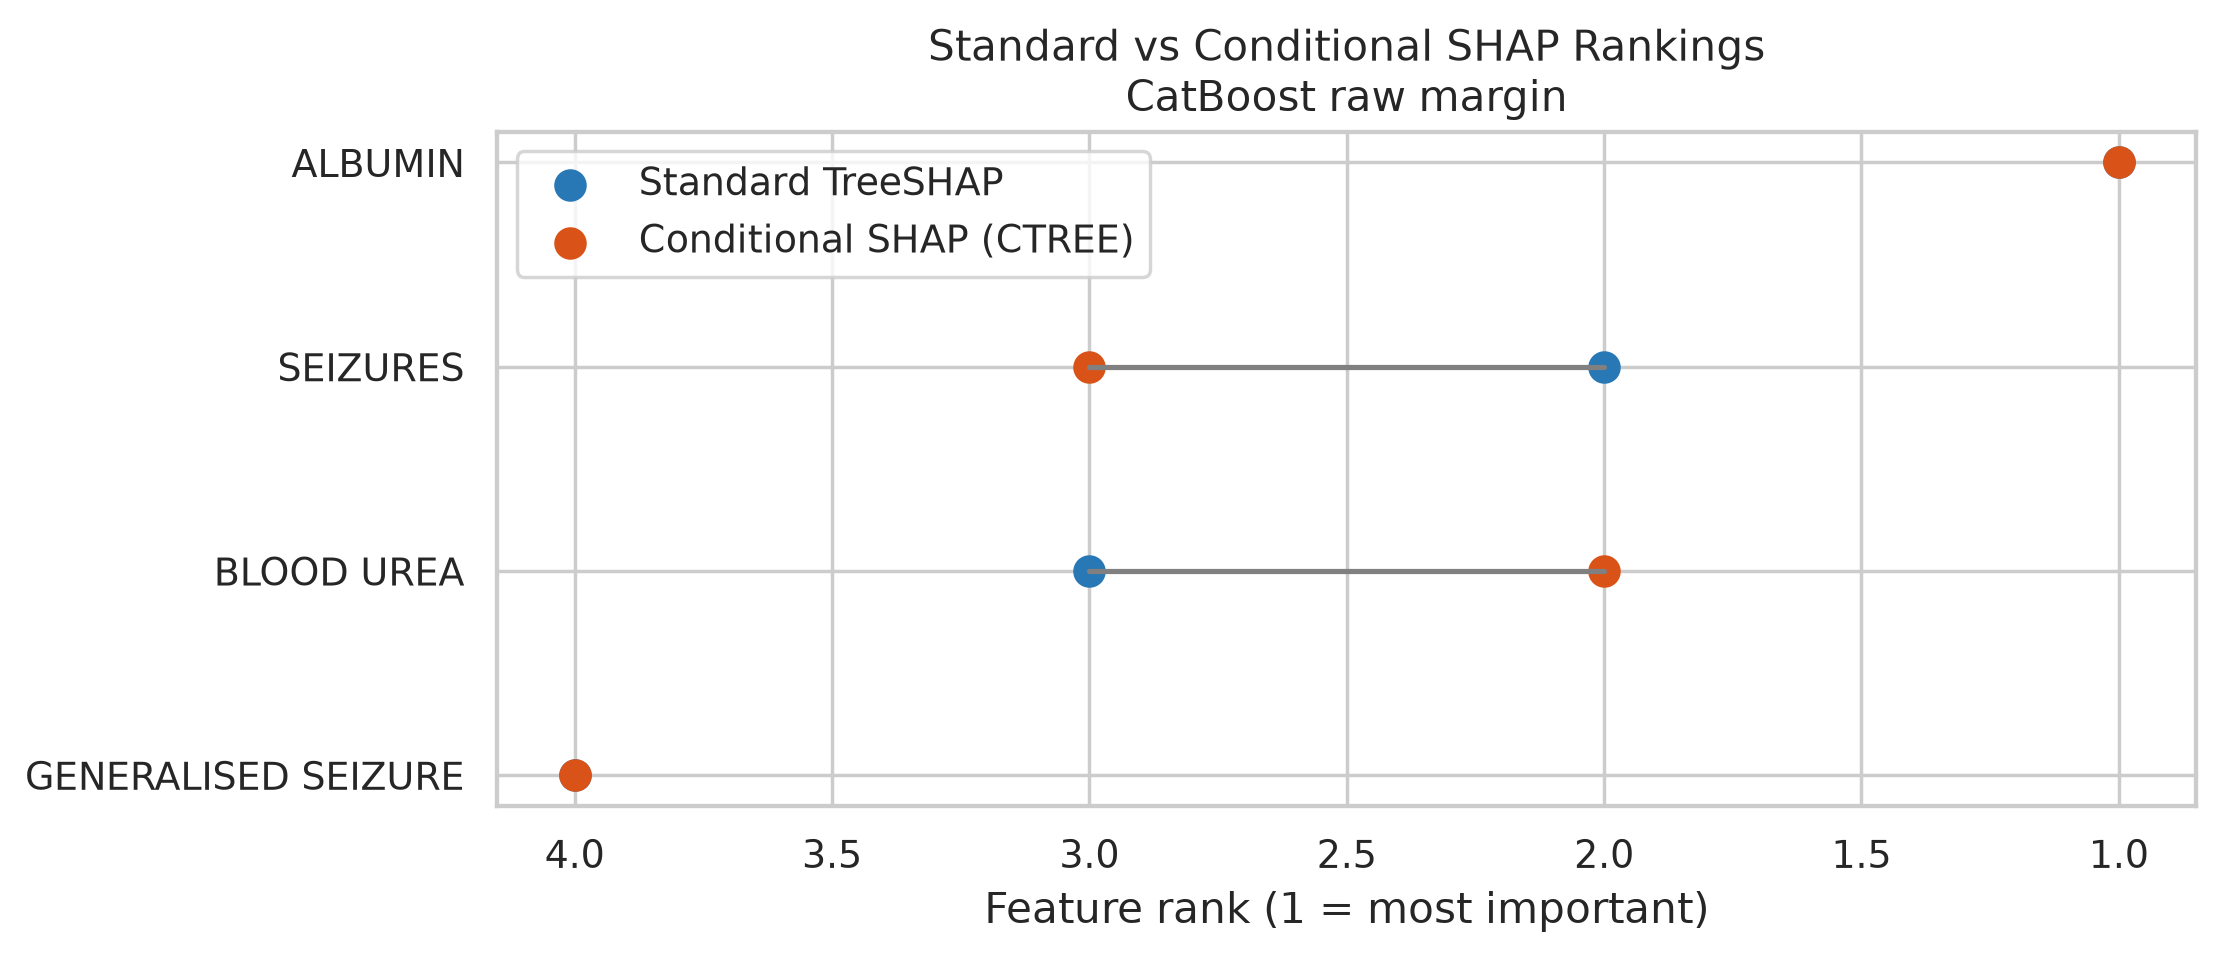 Standard vs Conditional SHAP Rankings
CatBoost raw margin
Standard TreeSHAP
Conditional SHAP (CTREE)
ALBUMIN
SEIZURES
BLOOD UREA
GENERALISED SEIZURE
4.0 3.5 3.0 2.5 2.0 1.5 1.0
Feature rank (1 = most important)